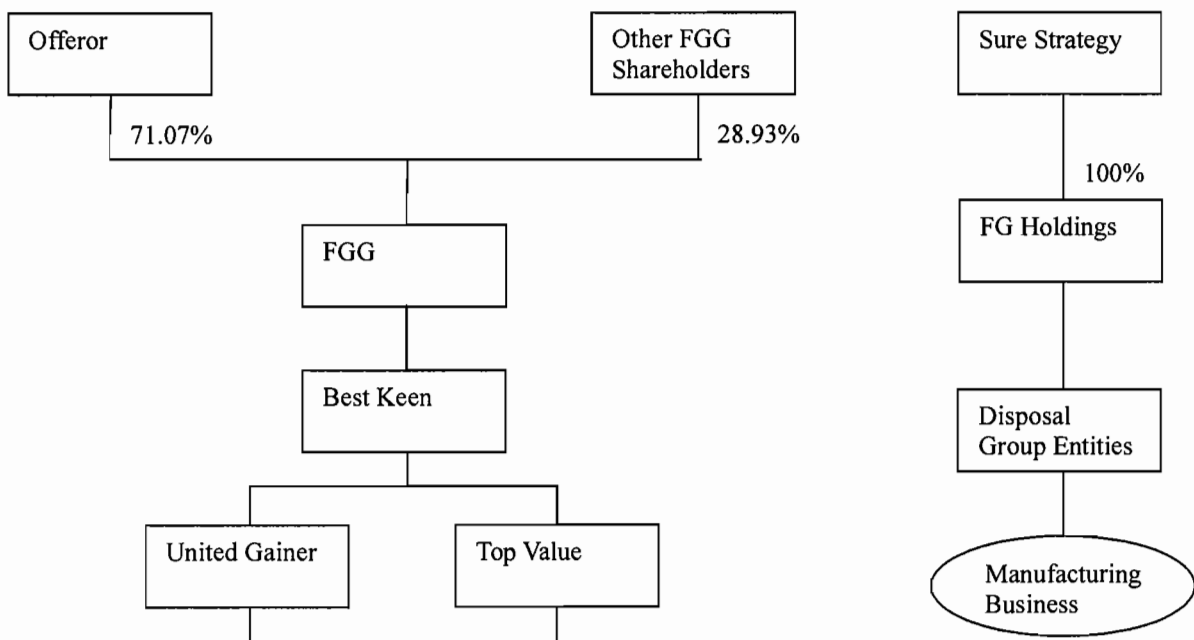 Offeror
Other FGG
Shareholders
Sure Strategy
71.07%
28.93%
100%
FGG
FG Holdings
Best Keen
Disposal
Group Entities
United Gainer
Top Value
Manufacturing
Business